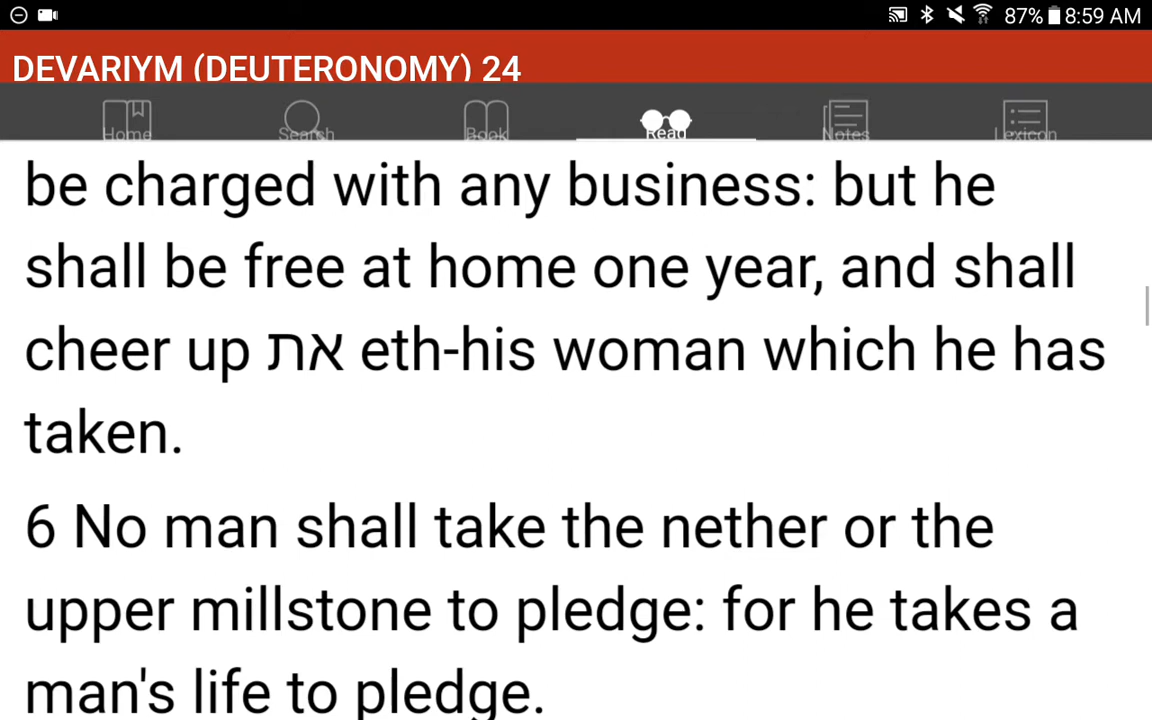 87% 8:59 AM
DEVARIYM (DEUTERONOMY) 24
Home Search Book Read Notes Lexicon
be charged with any business: but he
shall be free at home one year, and shall
cheer up את eth-his woman which he has
taken.
6 No man shall take the nether or the
upper millstone to pledge: for he takes a
man's life to pledge.